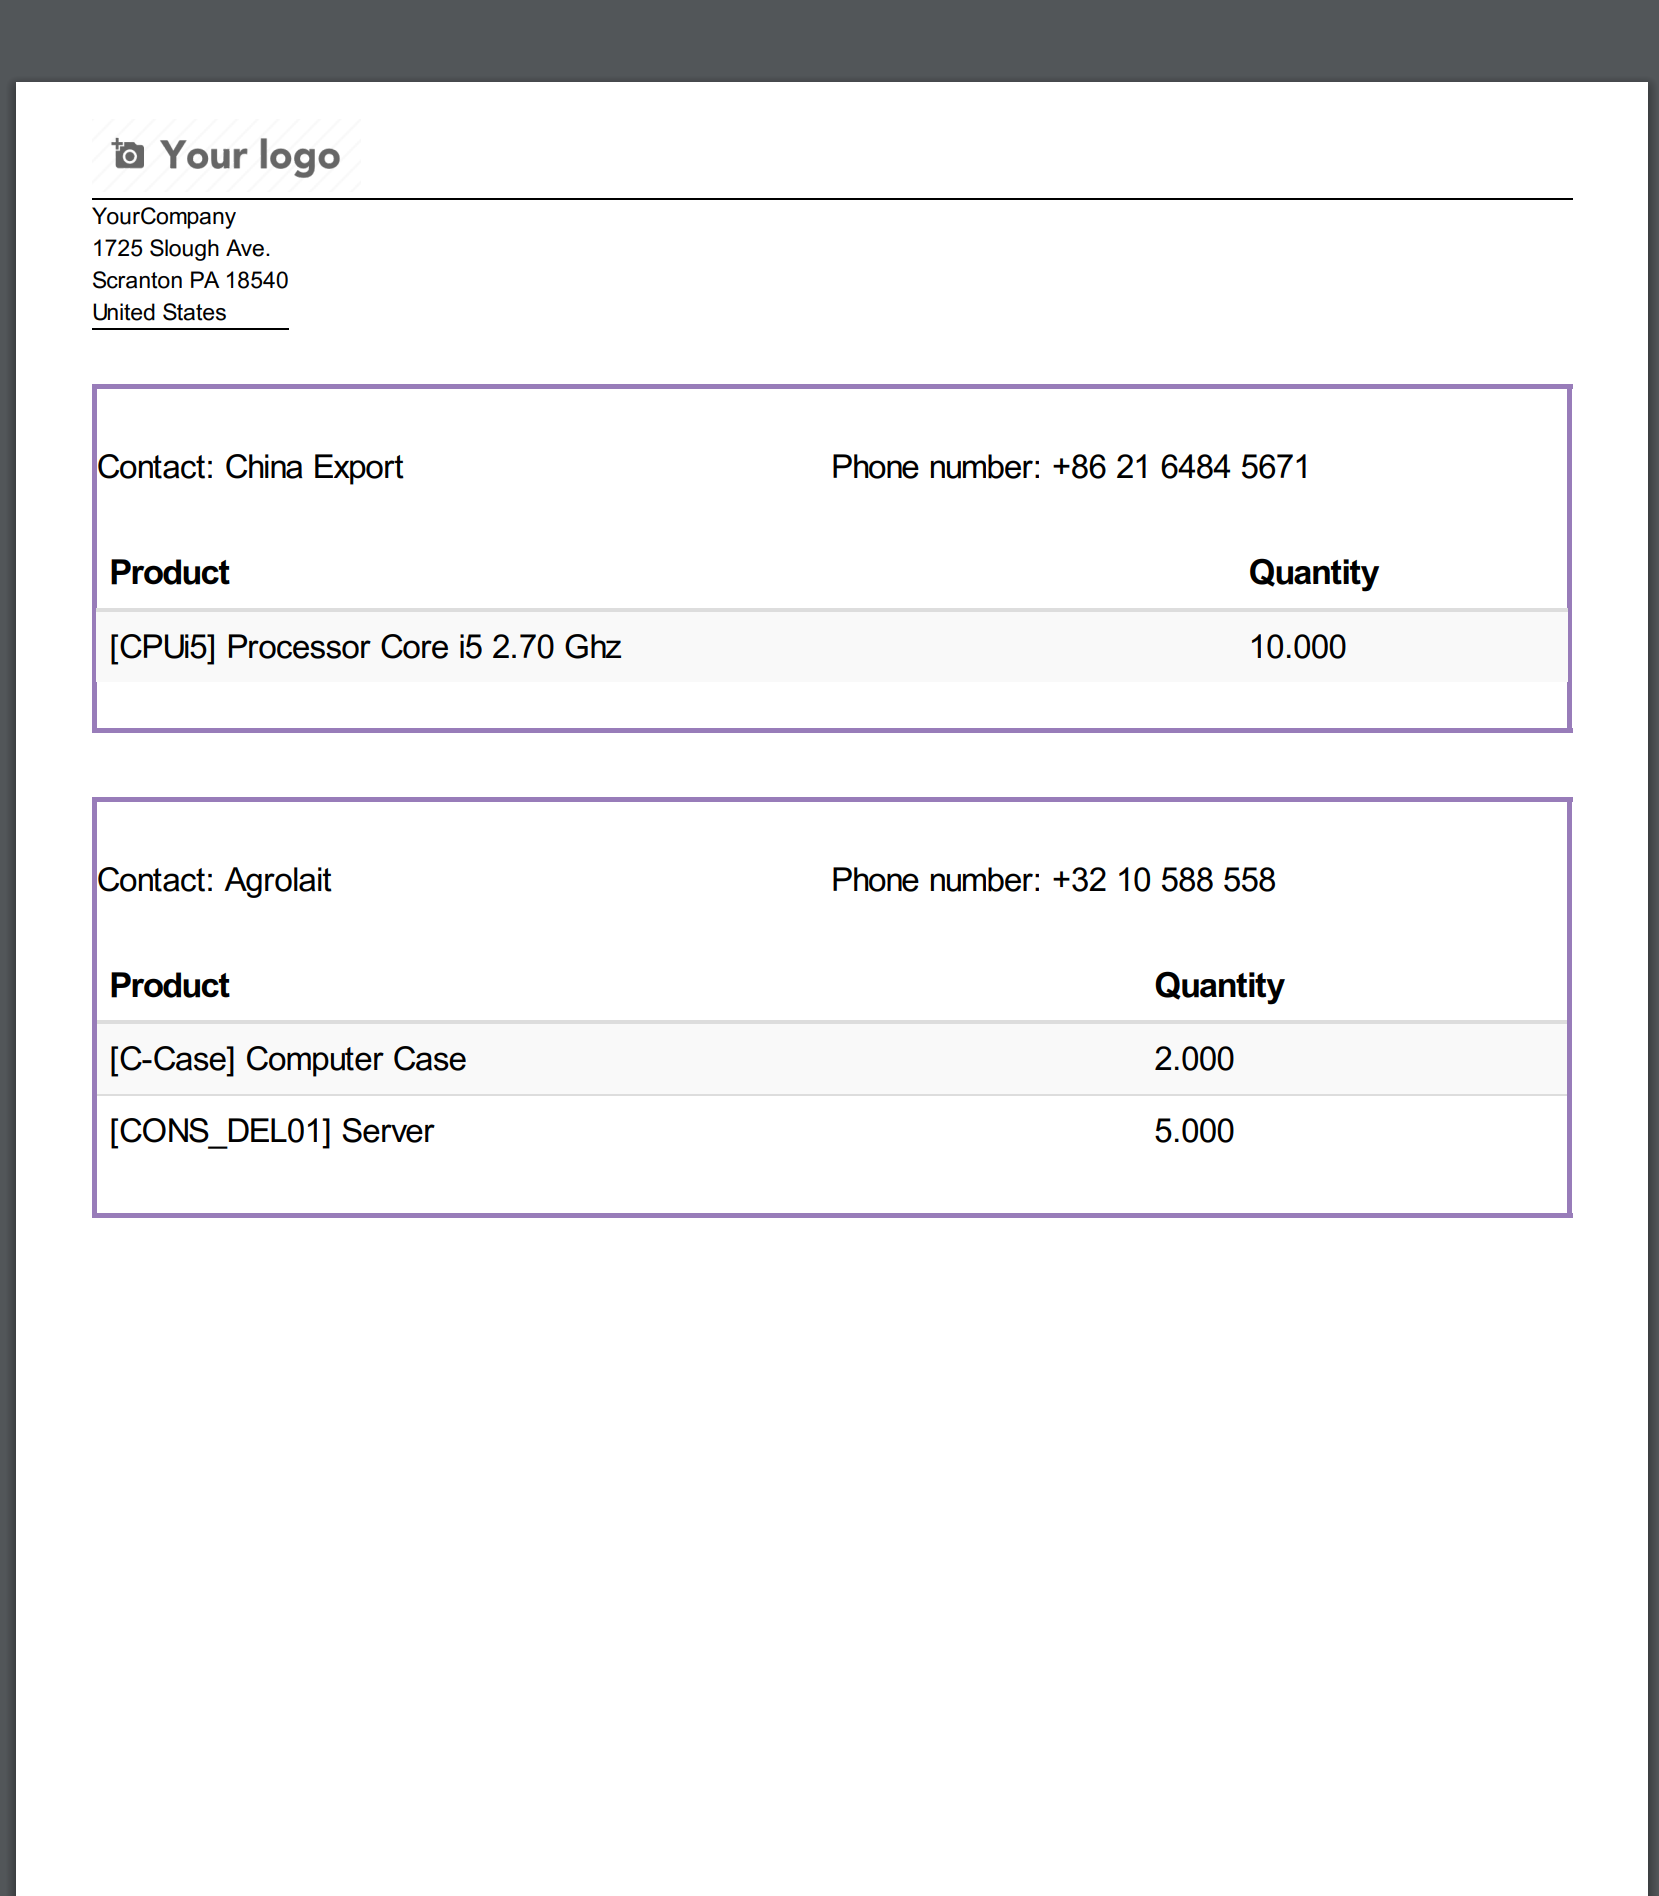 Your logo
YourCompany
1725 Slough Ave.
Scranton PA 18540
United States
Contact: China Export Phone number: +86 21 6484 5671
Product Quantity
[CPUi5] Processor Core i5 2.70 Ghz 10.000
Contact: Agrolait Phone number: +32 10 588 558
Product Quantity
[C-Case] Computer Case 2.000
[CONS_DEL01] Server 5.000